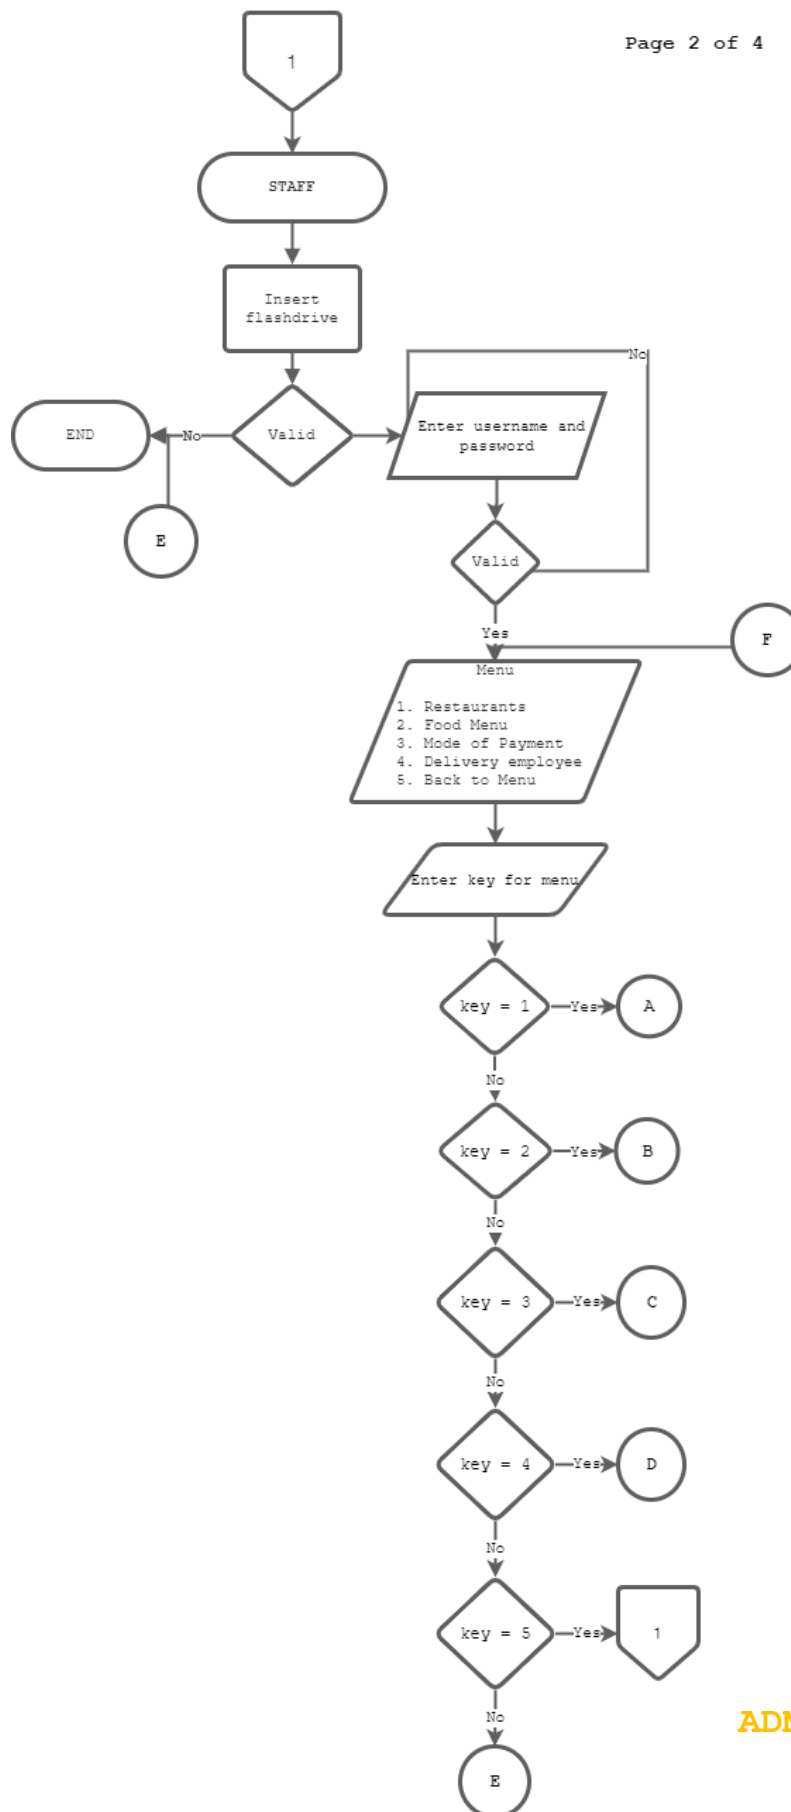 Page 2 of 4
1
STAFF
Insert
flashdrive
No
END
No
Valid
Enter username and
password
E
Valid
Yes
F
Menu
1. Restaurants
2. Food Menu
3. Mode of Payment
4. Delivery employee
5. Back to Menu
Enter key for menu
key = 1
Yes
A
No
key = 2
Yes
B
No
key = 3
Yes
C
No
key = 4
Yes
D
No
key = 5
Yes
1
No
E